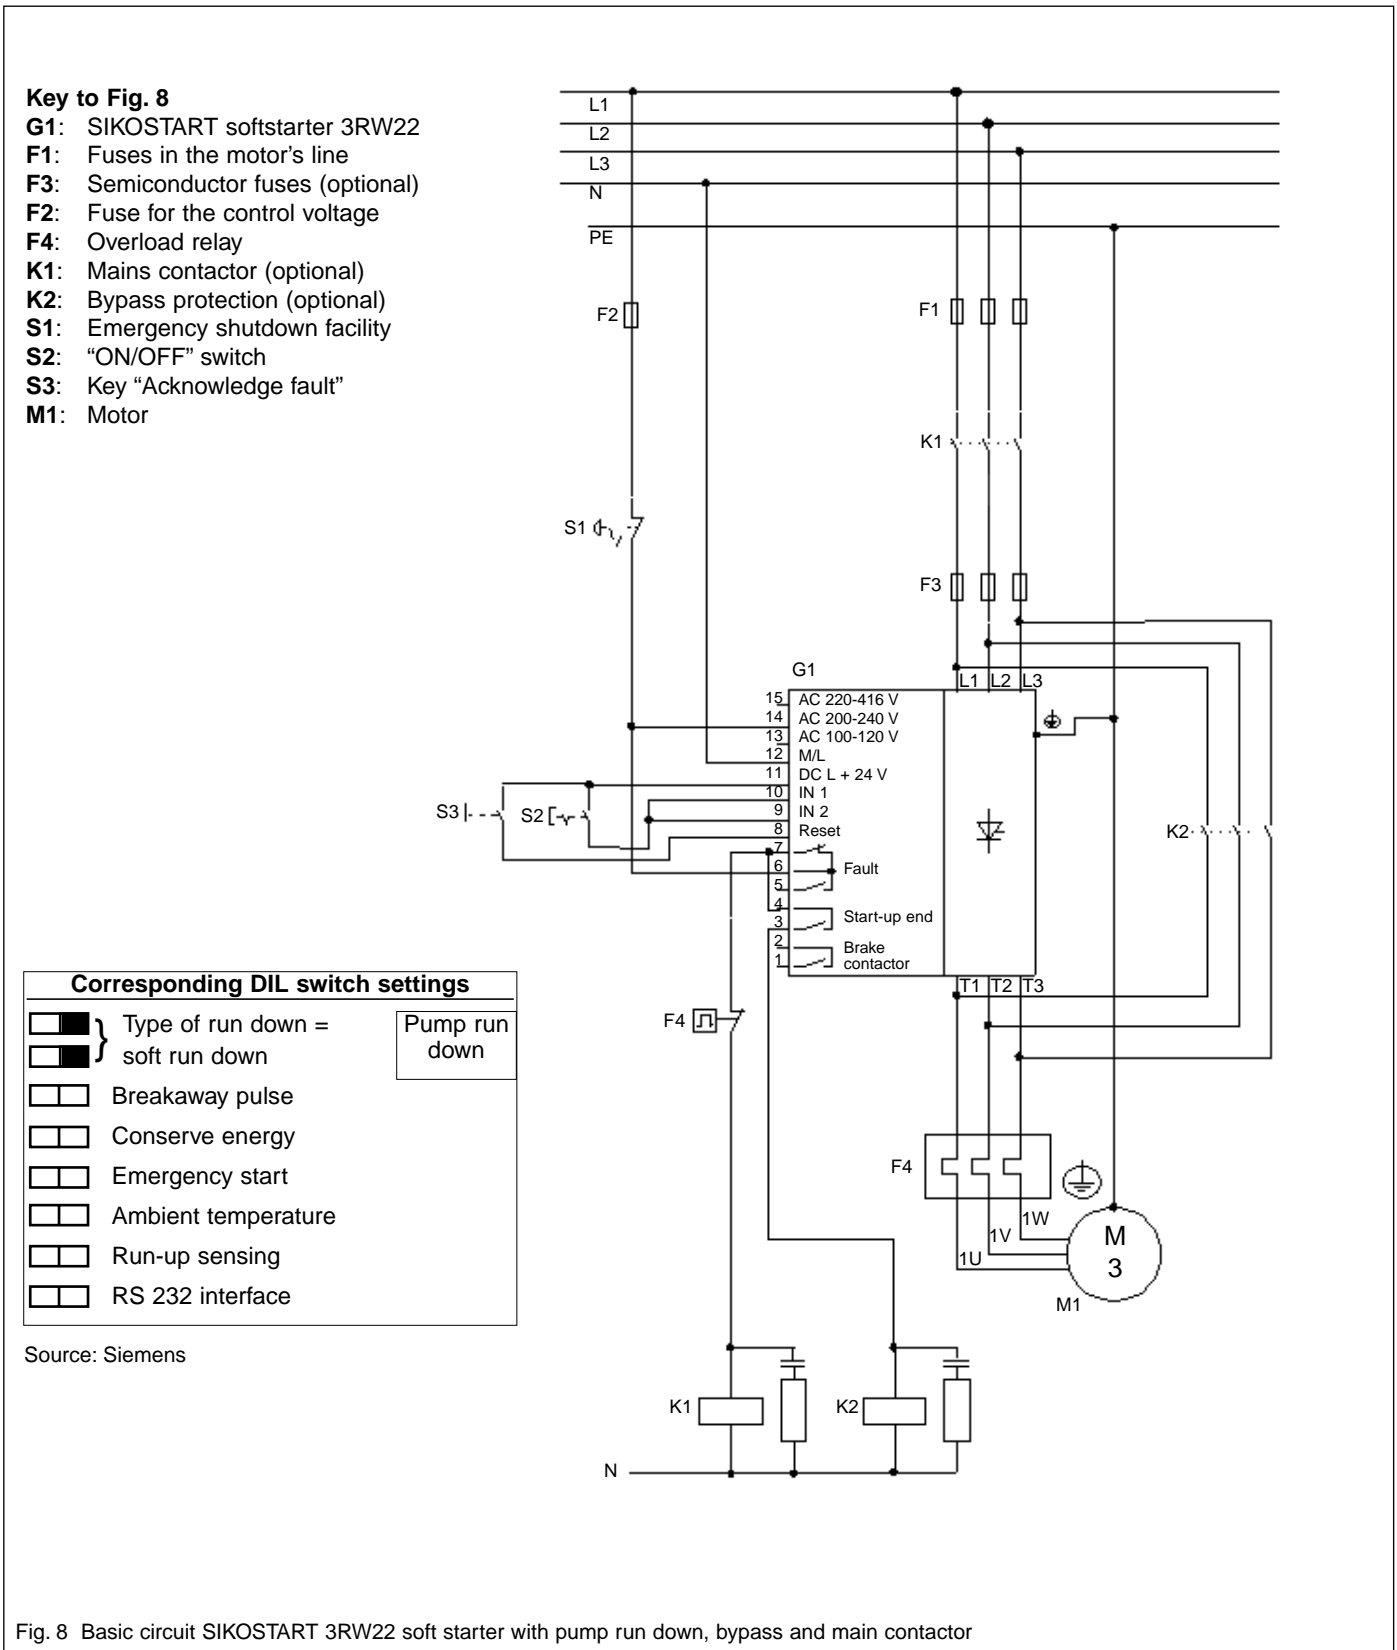 Key to Fig. 8
G1: SIKOSTART softstarter 3RW22
F1: Fuses in the motor's line
F3: Semiconductor fuses (optional)
F2: Fuse for the control voltage
F4: Overload relay
K1: Mains contactor (optional)
K2: Bypass protection (optional)
S1: Emergency shutdown facility
S2: “ON/OFF” switch
S3: Key “Acknowledge fault”
M1: Motor
L1
L2
L3
N
PE
F2
F1
K1
S1
F3
G1
L1 L2 L3
15 AC 220-416 V
14 AC 200-240 V
13 AC 100-120 V
12 M/L
11 DC L + 24 V
10 IN 1
9 IN 2
8 Reset
7
6 Fault
5
4
3 Start-up end
2 Brake
1 contactor
S3
S2
K2
T1 T2 T3
F4
F4
1W
1V
1U
M
3
M1
K1
K2
N
Corresponding DIL switch settings
} Type of run down =
soft run down
Pump run
down
Breakaway pulse
Conserve energy
Emergency start
Ambient temperature
Run-up sensing
RS 232 interface
Source: Siemens
Fig. 8 Basic circuit SIKOSTART 3RW22 soft starter with pump run down, bypass and main contactor